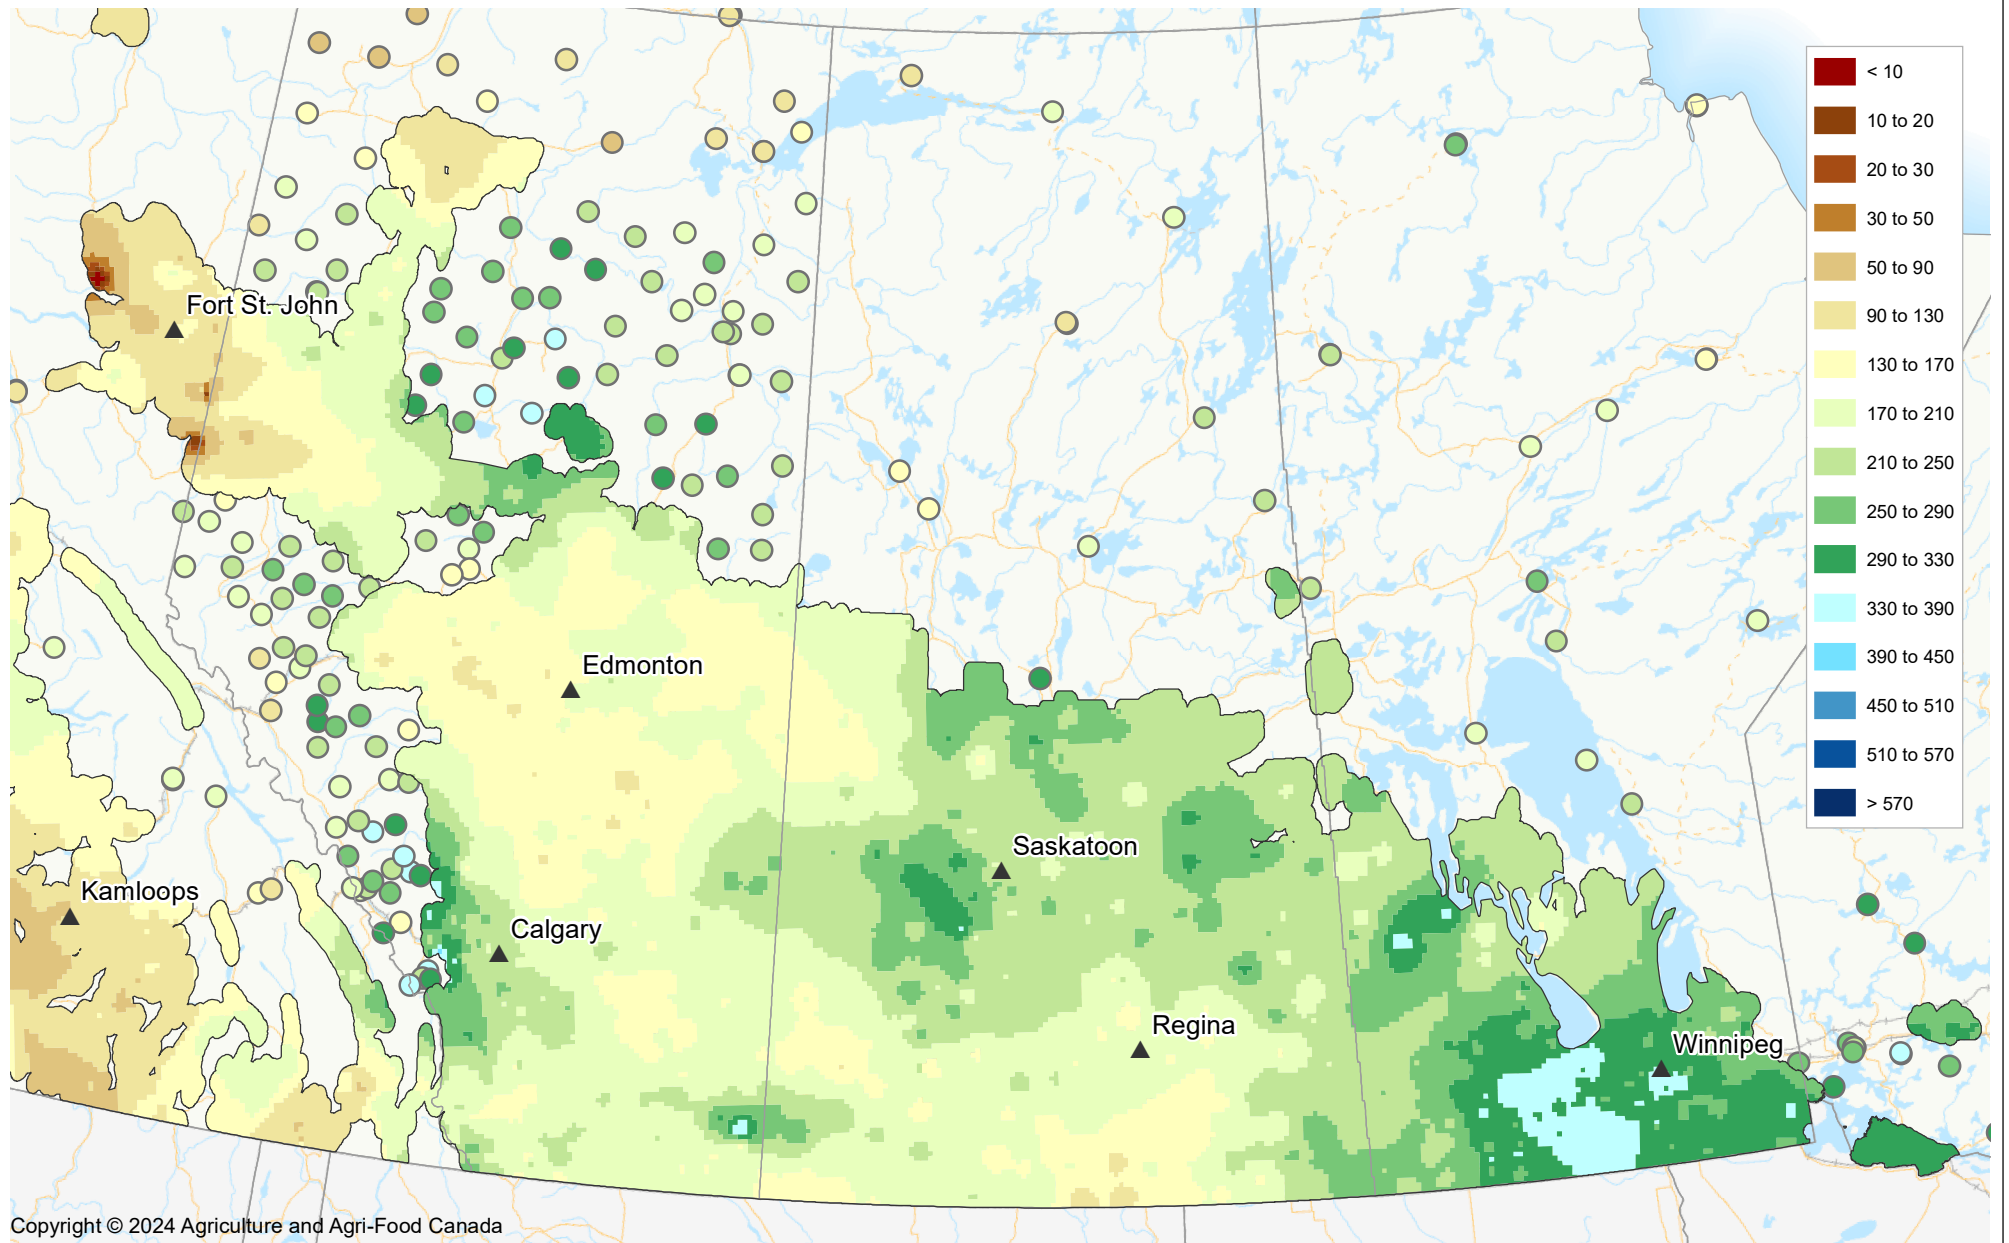 < 10
10 to 20
20 to 30
30 to 50
50 to 90
90 to 130
130 to 170
170 to 210
210 to 250
250 to 290
290 to 330
330 to 390
390 to 450
450 to 510
510 to 570
> 570
Fort St. John
Edmonton
Saskatoon
Kamloops
Calgary
Regina
Winnipeg
Copyright © 2024 Agriculture and Agri-Food Canada